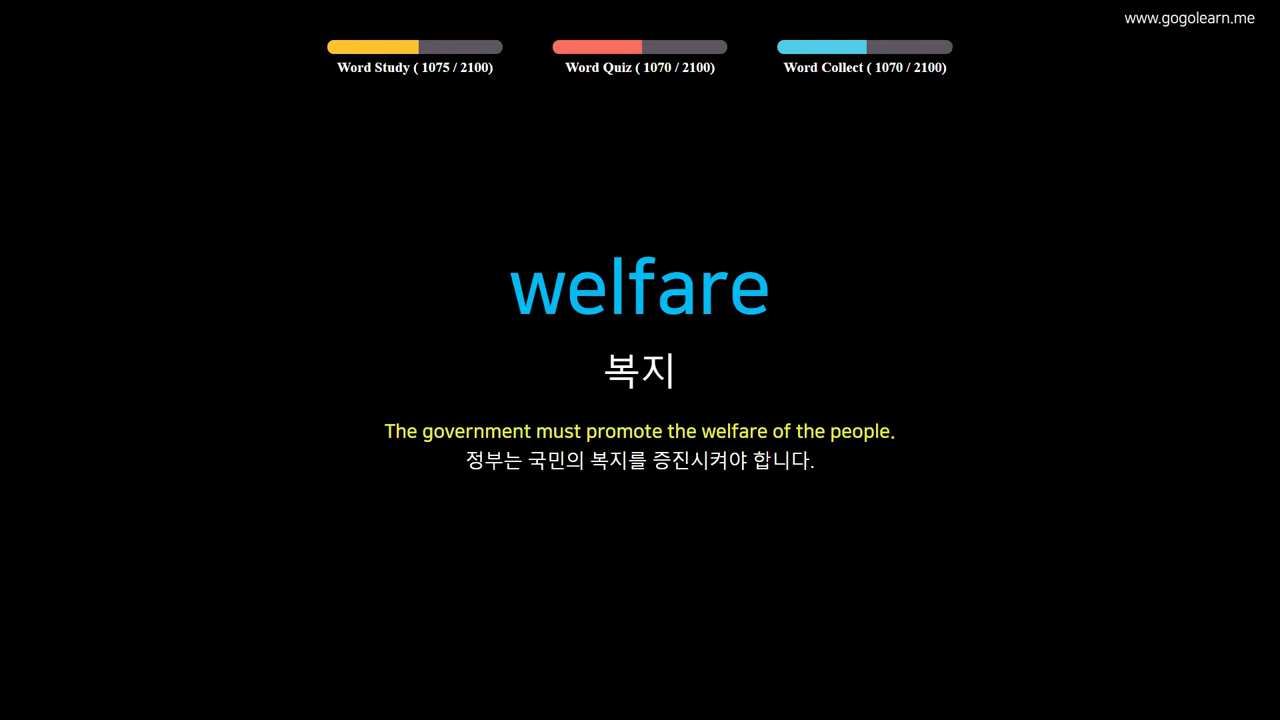 www.gogolearn.me
Word Study ( 1075 / 2100)
Word Quiz ( 1070 / 2100)
Word Collect ( 1070 / 2100)
welfare
복지
The government must promote the welfare of the people.
정부는 국민의 복지를 증진시켜야 합니다.